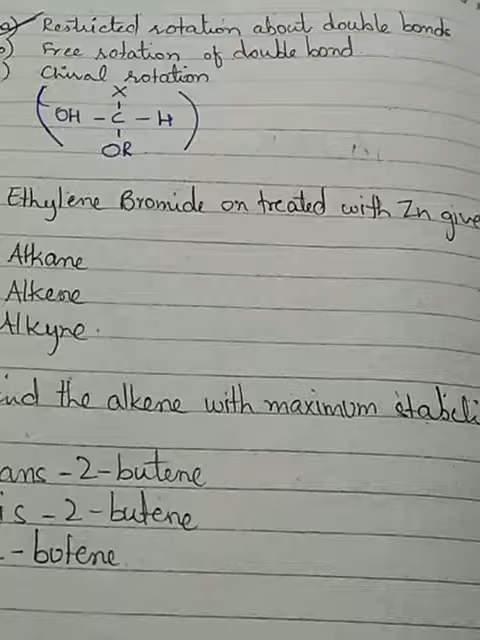 a) Restricted rotation about double bonds
b) Free rotation of double bond
) Chiral rotation
X
OH - C - H
OR
Ethylene Bromide on treated with Zn give
Alkane
Alkene
Alkyne.
ind the alkene with maximum stabeli
ans - 2 - butene
is - 2 - butene
- butene